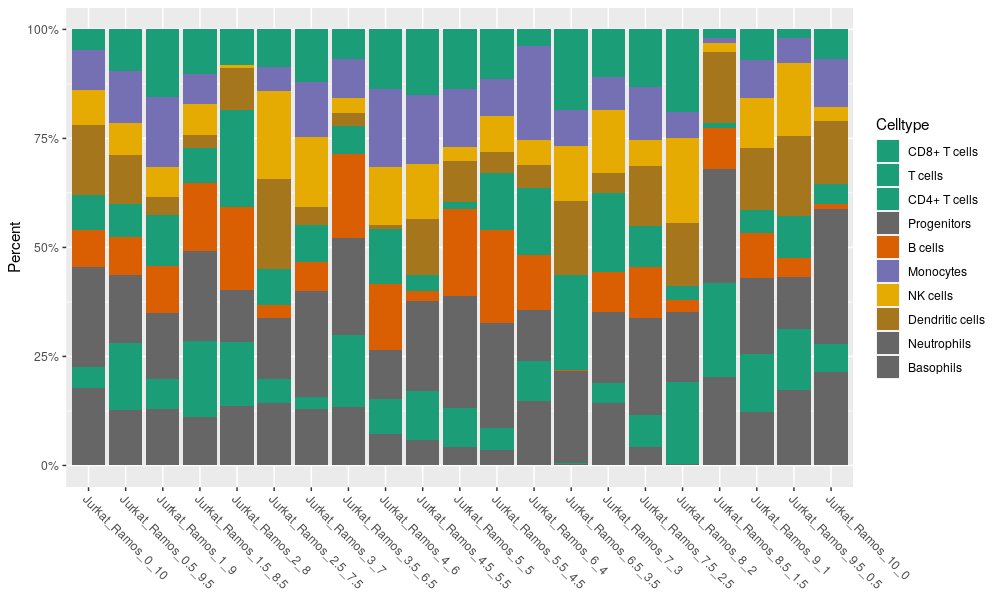 100%
75%
50%
25%
0%
Percent
Jurkat_Ramos_0_10
Jurkat_Ramos_0.5_9.5
Jurkat_Ramos_1_9
Jurkat_Ramos_1.5_8.5
Jurkat_Ramos_2_8
Jurkat_Ramos_2.5_7.5
Jurkat_Ramos_3_7
Jurkat_Ramos_3.5_6.5
Jurkat_Ramos_4_6
Jurkat_Ramos_4.5_5.5
Jurkat_Ramos_5_5
Jurkat_Ramos_5.5_4.5
Jurkat_Ramos_6_4
Jurkat_Ramos_6.5_3.5
Jurkat_Ramos_7_3
Jurkat_Ramos_7.5_2.5
Jurkat_Ramos_8_2
Jurkat_Ramos_8.5_1.5
Jurkat_Ramos_9_1
Jurkat_Ramos_9.5_0.5
Jurkat_Ramos_10_0
Celltype
CD8+ T cells
T cells
CD4+ T cells
Progenitors
B cells
Monocytes
NK cells
Dendritic cells
Neutrophils
Basophils